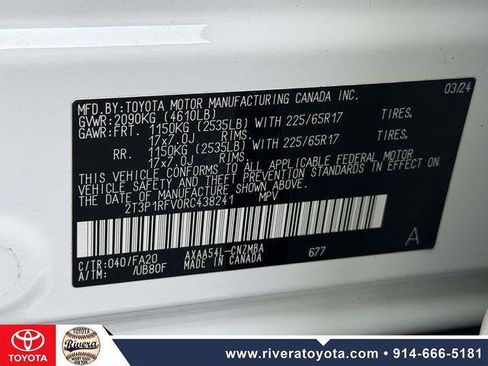 MFD. BY: TOYOTA MOTOR MANUFACTURING CANADA INC. 03/24
GVWR: 2090KG (4610LB)
GAWR: FRT. 1150KG (2535LB) WITH 225/65R17 TIRES,
17x7.0J RIMS,
RR. 1150KG (2535LB) WITH 225/65R17 TIRES,
17x7.0J RIMS,
THIS VEHICLE CONFORMS TO ALL APPLICABLE FEDERAL MOTOR
VEHICLE SAFETY AND THEFT PREVENTION STANDARDS IN EFFECT ON
THE DATE OF MANUFACTURE SHOWN ABOVE.
2T3P1RFV0RC438241 MPV
A
C/TR: 040/FA20 AXAA54L-CNZMBA 677
A/TM: /UB80F MADE IN CANADA
TOYOTA
TOYOTA
Rivera
www.riveratoyota.com • 914-666-5181